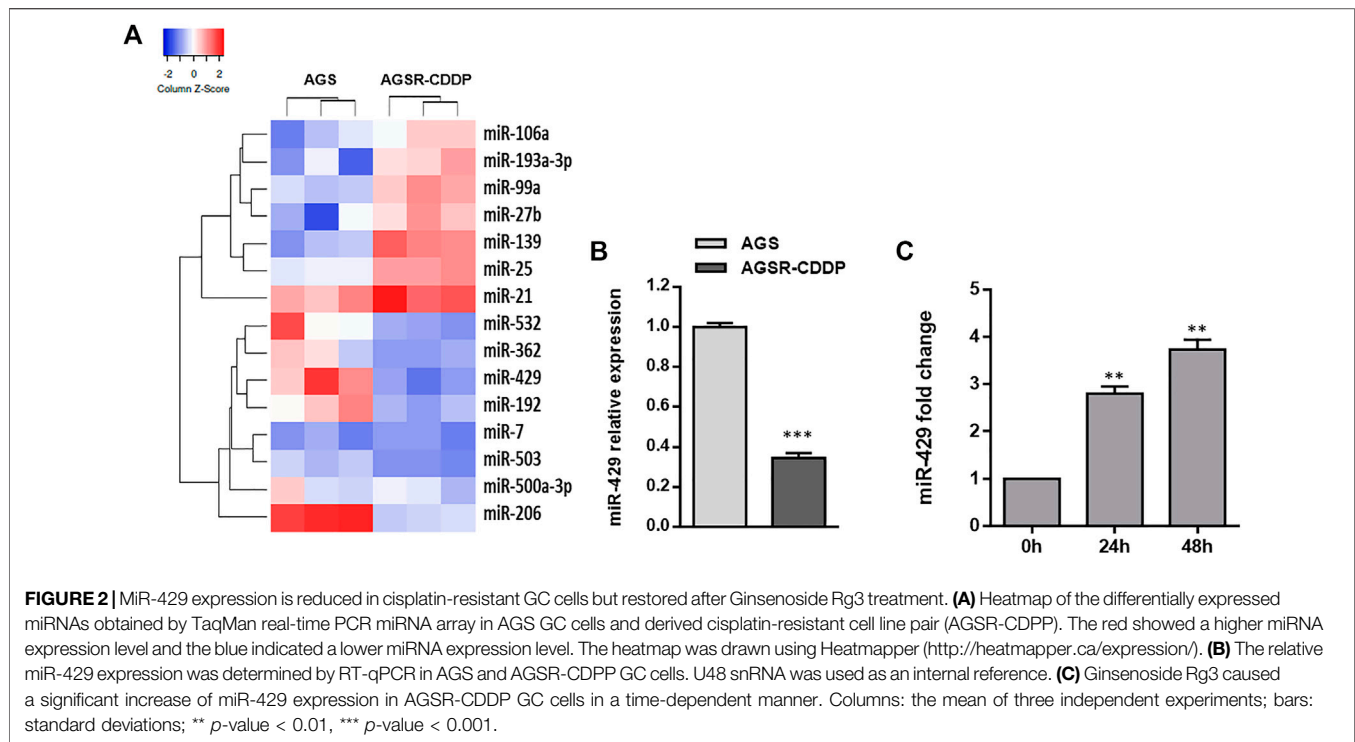 A
-2 0 2
Column Z-Score
AGS AGSR-CDDP
miR-106a
miR-193a-3p
miR-99a
miR-27b
miR-139
miR-25
miR-21
miR-532
miR-362
miR-429
miR-192
miR-7
miR-503
miR-500a-3p
miR-206
B
AGS
AGSR-CDDP
miR-429 relative expression
1.2
1.0
0.8
0.6
0.4
0.2
0.0
***
C
miR-429 fold change
5
4
3
2
1
0
**
**
0h 24h 48h
FIGURE 2 | MiR-429 expression is reduced in cisplatin-resistant GC cells but restored after Ginsenoside Rg3 treatment. (A) Heatmap of the differentially expressed
miRNAs obtained by TaqMan real-time PCR miRNA array in AGS GC cells and derived cisplatin-resistant cell line pair (AGSR-CDPP). The red showed a higher miRNA
expression level and the blue indicated a lower miRNA expression level. The heatmap was drawn using Heatmapper (http://heatmapper.ca/expression/). (B) The relative
miR-429 expression was determined by RT-qPCR in AGS and AGSR-CDPP GC cells. U48 snRNA was used as an internal reference. (C) Ginsenoside Rg3 caused
a significant increase of miR-429 expression in AGSR-CDDP GC cells in a time-dependent manner. Columns: the mean of three independent experiments; bars:
standard deviations; ** p-value < 0.01, *** p-value < 0.001.